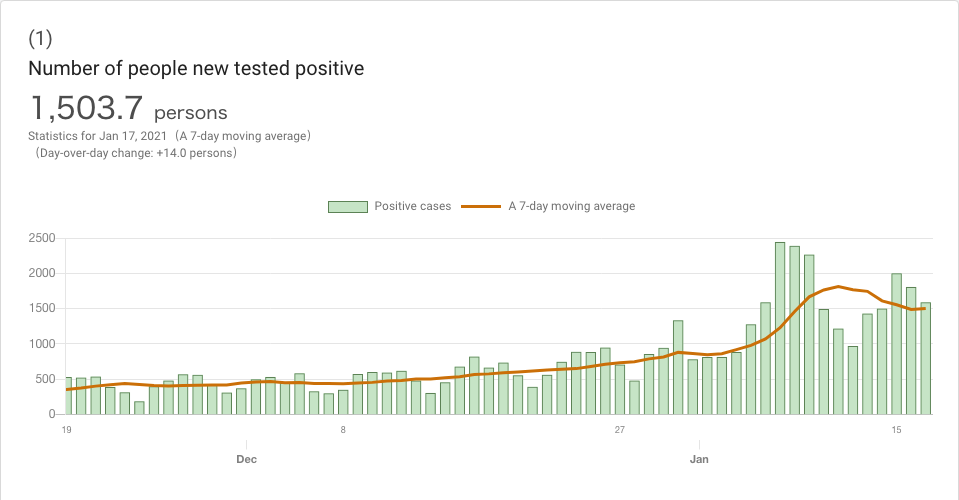 (1)
Number of people new tested positive
1,503.7 persons
Statistics for Jan 17, 2021 (A 7-day moving average)
(Day-over-day change: +14.0 persons)
Positive cases A 7-day moving average
2500
2000
1500
1000
500
0
19 8 27 15
Dec Jan